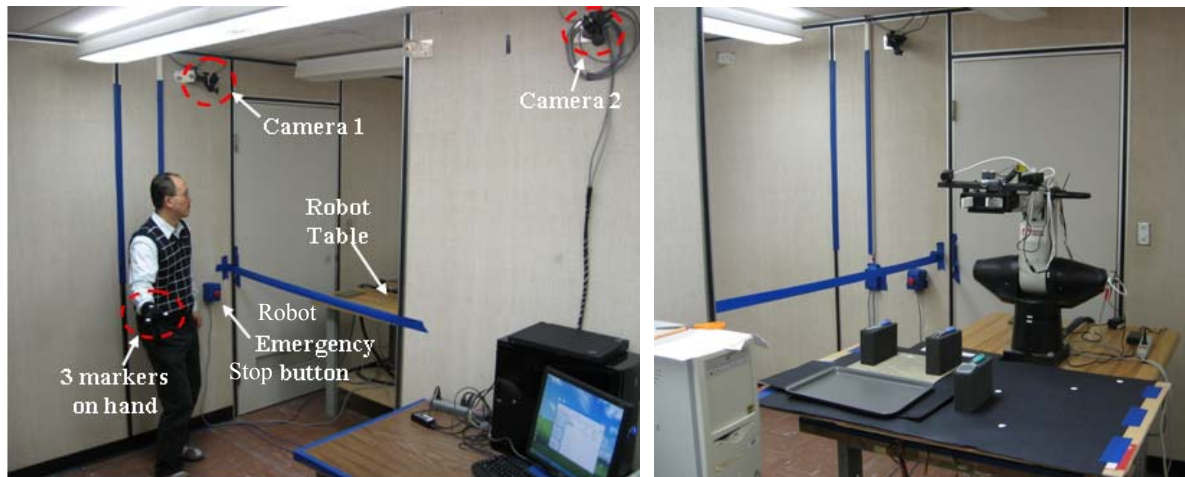 Camera 2
Camera 1
Robot
Table
Robot
Emergency
Stop button
3 markers
on hand